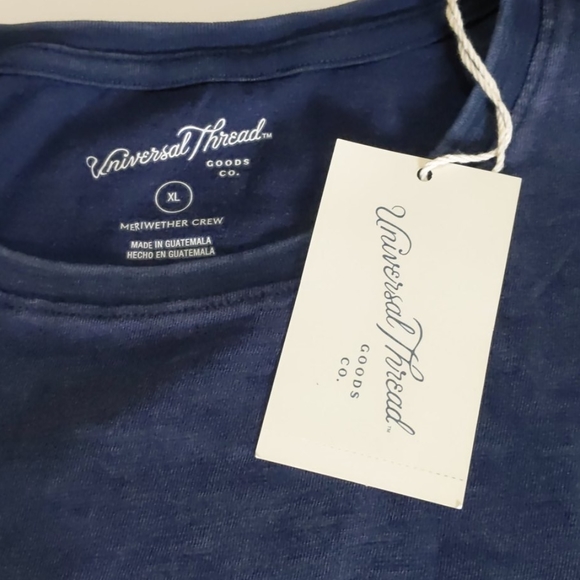 Universal Thread™
GOODS
CO.
XL
MERIWETHER CREW
MADE IN GUATEMALA
HECHO EN GUATEMALA
Universal Thread™
GOODS
CO.